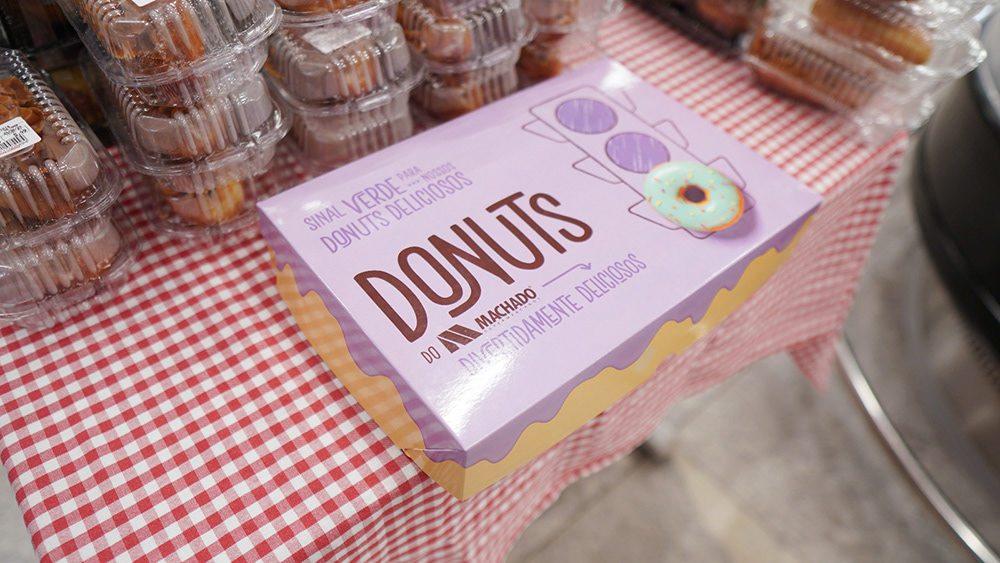 SINAL VERDE PARA NOSSOS
DONUTS DELICIOSOS
DONUTS
DO MACHADO
DIVERTIDAMENTE DELICIOSOS